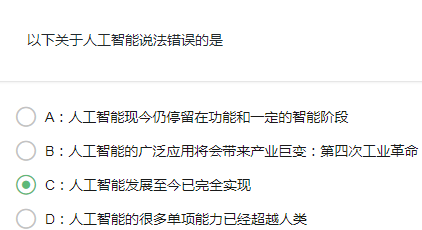 以下关于人工智能说法错误的是
A：人工智能现今仍停留在功能和一定的智能阶段
B：人工智能的广泛应用将会带来产业巨变：第四次工业革命
C：人工智能发展至今已完全实现
D：人工智能的很多单项能力已经超越人类